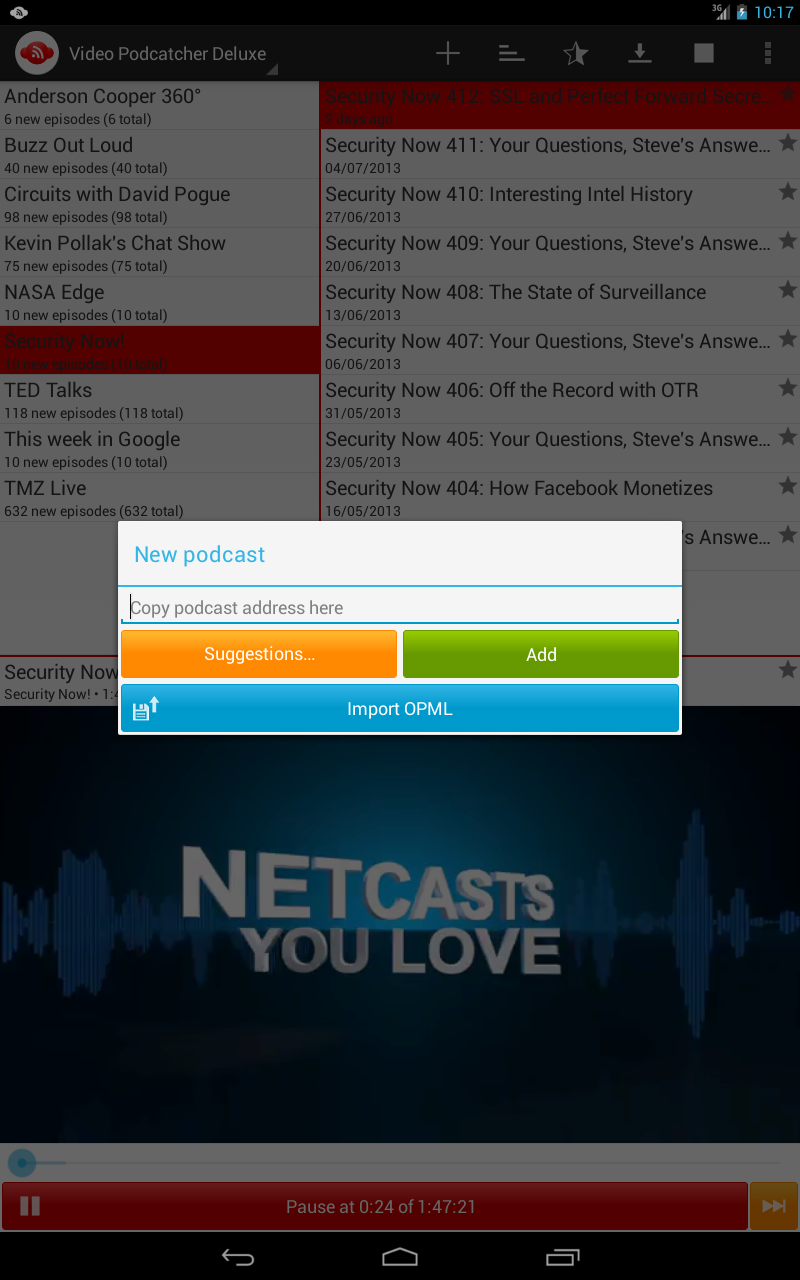 3G 10:17
Video Podcatcher Deluxe
Anderson Cooper 360°
6 new episodes (6 total)
Buzz Out Loud
40 new episodes (40 total)
Circuits with David Pogue
98 new episodes (98 total)
Kevin Pollak's Chat Show
75 new episodes (75 total)
NASA Edge
10 new episodes (10 total)
Security Now!
10 new episodes (10 total)
TED Talks
118 new episodes (118 total)
This week in Google
10 new episodes (10 total)
TMZ Live
632 new episodes (632 total)
Security Now 412: SSL and Perfect Forward Secre...
days ago
Security Now 411: Your Questions, Steve's Answe...
04/07/2013
Security Now 410: Interesting Intel History
27/06/2013
Security Now 409: Your Questions, Steve's Answe...
20/06/2013
Security Now 408: The State of Surveillance
13/06/2013
Security Now 407: Your Questions, Steve's Answe...
06/06/2013
Security Now 406: Off the Record with OTR
31/05/2013
Security Now 405: Your Questions, Steve's Answe...
23/05/2013
Security Now 404: How Facebook Monetizes
16/05/2013
's Answe...
New podcast
Copy podcast address here
Suggestions...
Add
Import OPML
Security Now
Security Now! • 1:4
NETCASTS
YOU LOVE
Pause at 0:24 of 1:47:21